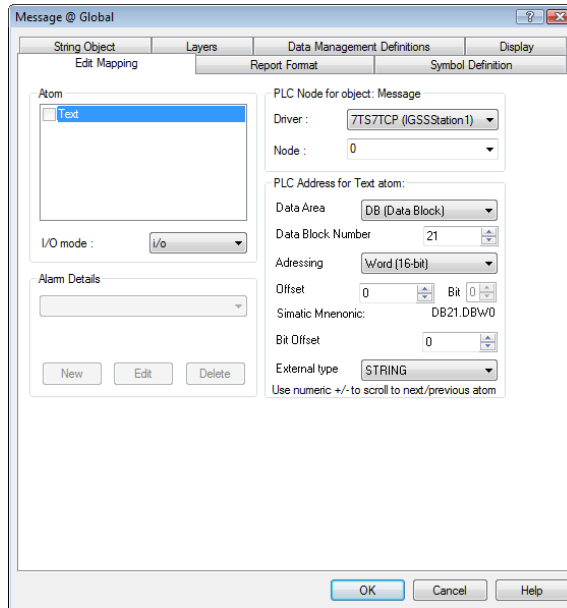 Message @ Global
String Object
Layers
Data Management Definitions
Display
Edit Mapping
Report Format
Symbol Definition
Atom
Text
I/O mode :
i/o
Alarm Details
New
Edit
Delete
PLC Node for object: Message
Driver :
7TS7TCP (IGSSStation1)
Node :
0
PLC Address for Text atom:
Data Area
DB (Data Block)
Data Block Number
21
Adressing
Word (16-bit)
Offset
0
Bit
0
Simatic Mnenonic:
DB21.DBW0
Bit Offset
0
External type
STRING
Use numeric +/- to scroll to next/previous atom
OK
Cancel
Help